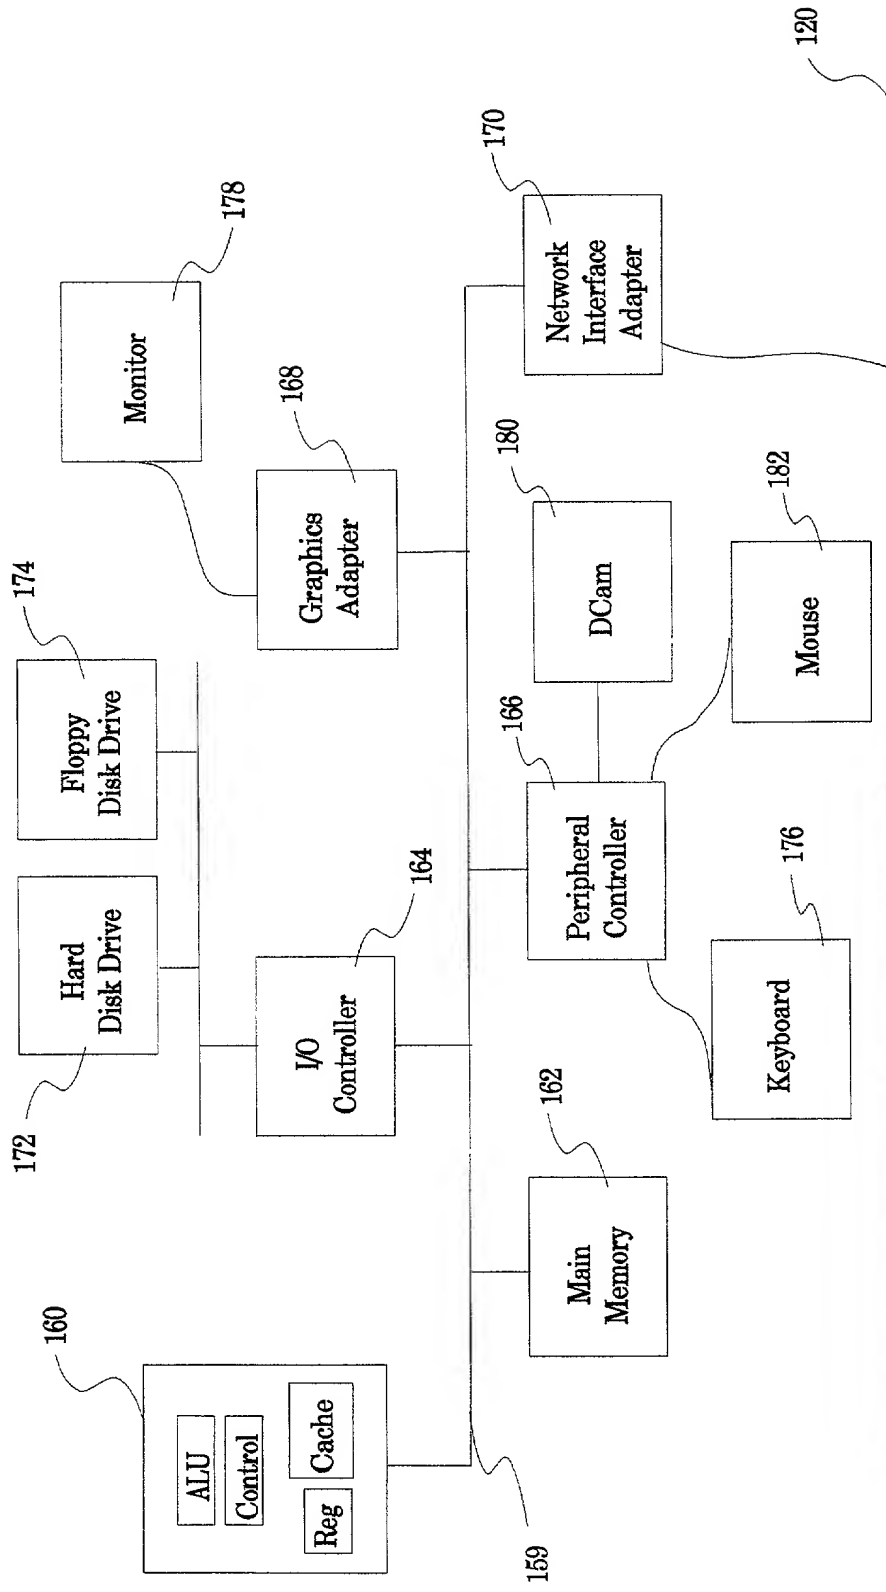 160
ALU
Control
Reg
Cache
159
172
Hard
Disk Drive
Floppy
Disk Drive
174
I/O
Controller
164
Main
Memory
162
Graphics
Adapter
168
Monitor
178
Peripheral
Controller
166
Keyboard
176
DCam
180
Mouse
182
Network
Interface
Adapter
170
120